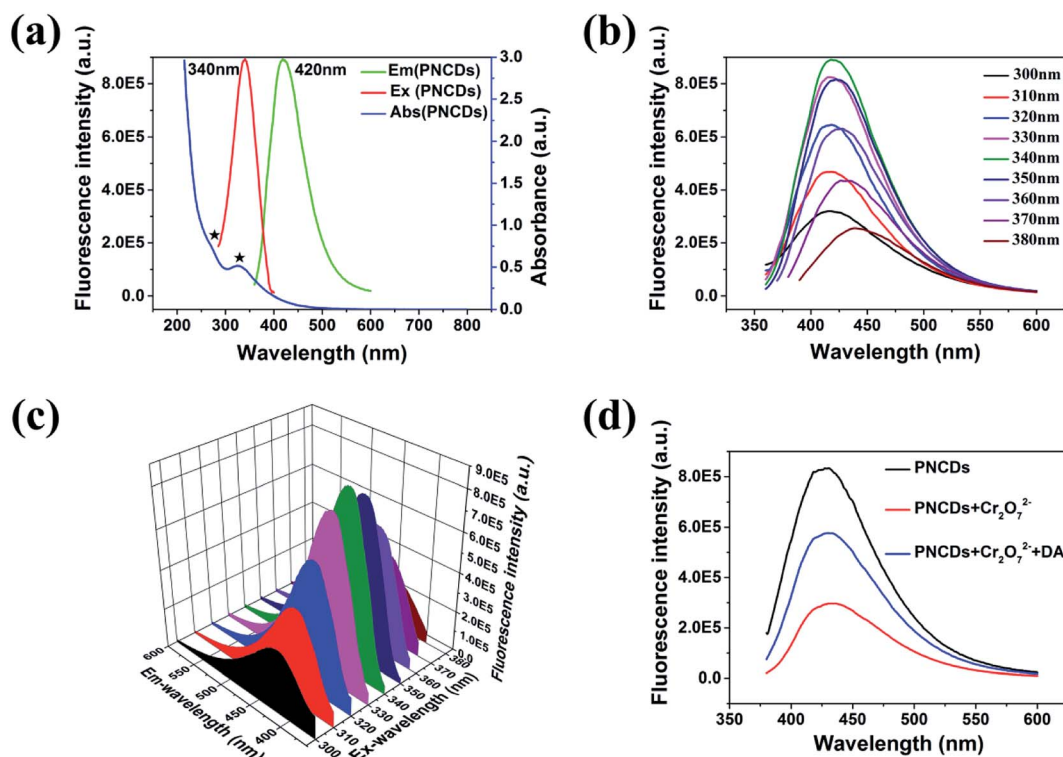 (a)
Fluorescence intensity (a.u.)
8.0E5
6.0E5
4.0E5
2.0E5
0.0
340nm 420nm
Em(PNCDs)
Ex (PNCDs)
Abs(PNCDs)
3.0
2.5
2.0
1.5
1.0
0.5
0.0
Absorbance (a.u.)
200 300 400 500 600 700 800
Wavelength (nm)
(b)
Fluorescence intensity (a.u.)
8.0E5
6.0E5
4.0E5
2.0E5
0.0
300nm
310nm
320nm
330nm
340nm
350nm
360nm
370nm
380nm
350 400 450 500 550 600
Wavelength (nm)
(c)
9.0E5
8.0E5
7.0E5
6.0E5
5.0E5
4.0E5
3.0E5
2.0E5
1.0E5
0.0
Fluorescence intensity (a.u.)
600 550 500 450 400
Em-wavelength (nm)
300 310 320 330 340 350 360 370 380
EX-wavelength (nm)
(d)
Fluorescence intensity (a.u.)
8.0E5
6.0E5
4.0E5
2.0E5
0.0
PNCDs
PNCDs+Cr₂O₇²⁻
PNCDs+Cr₂O₇²⁻+DA
400 450 500 550 600
Wavelength (nm)